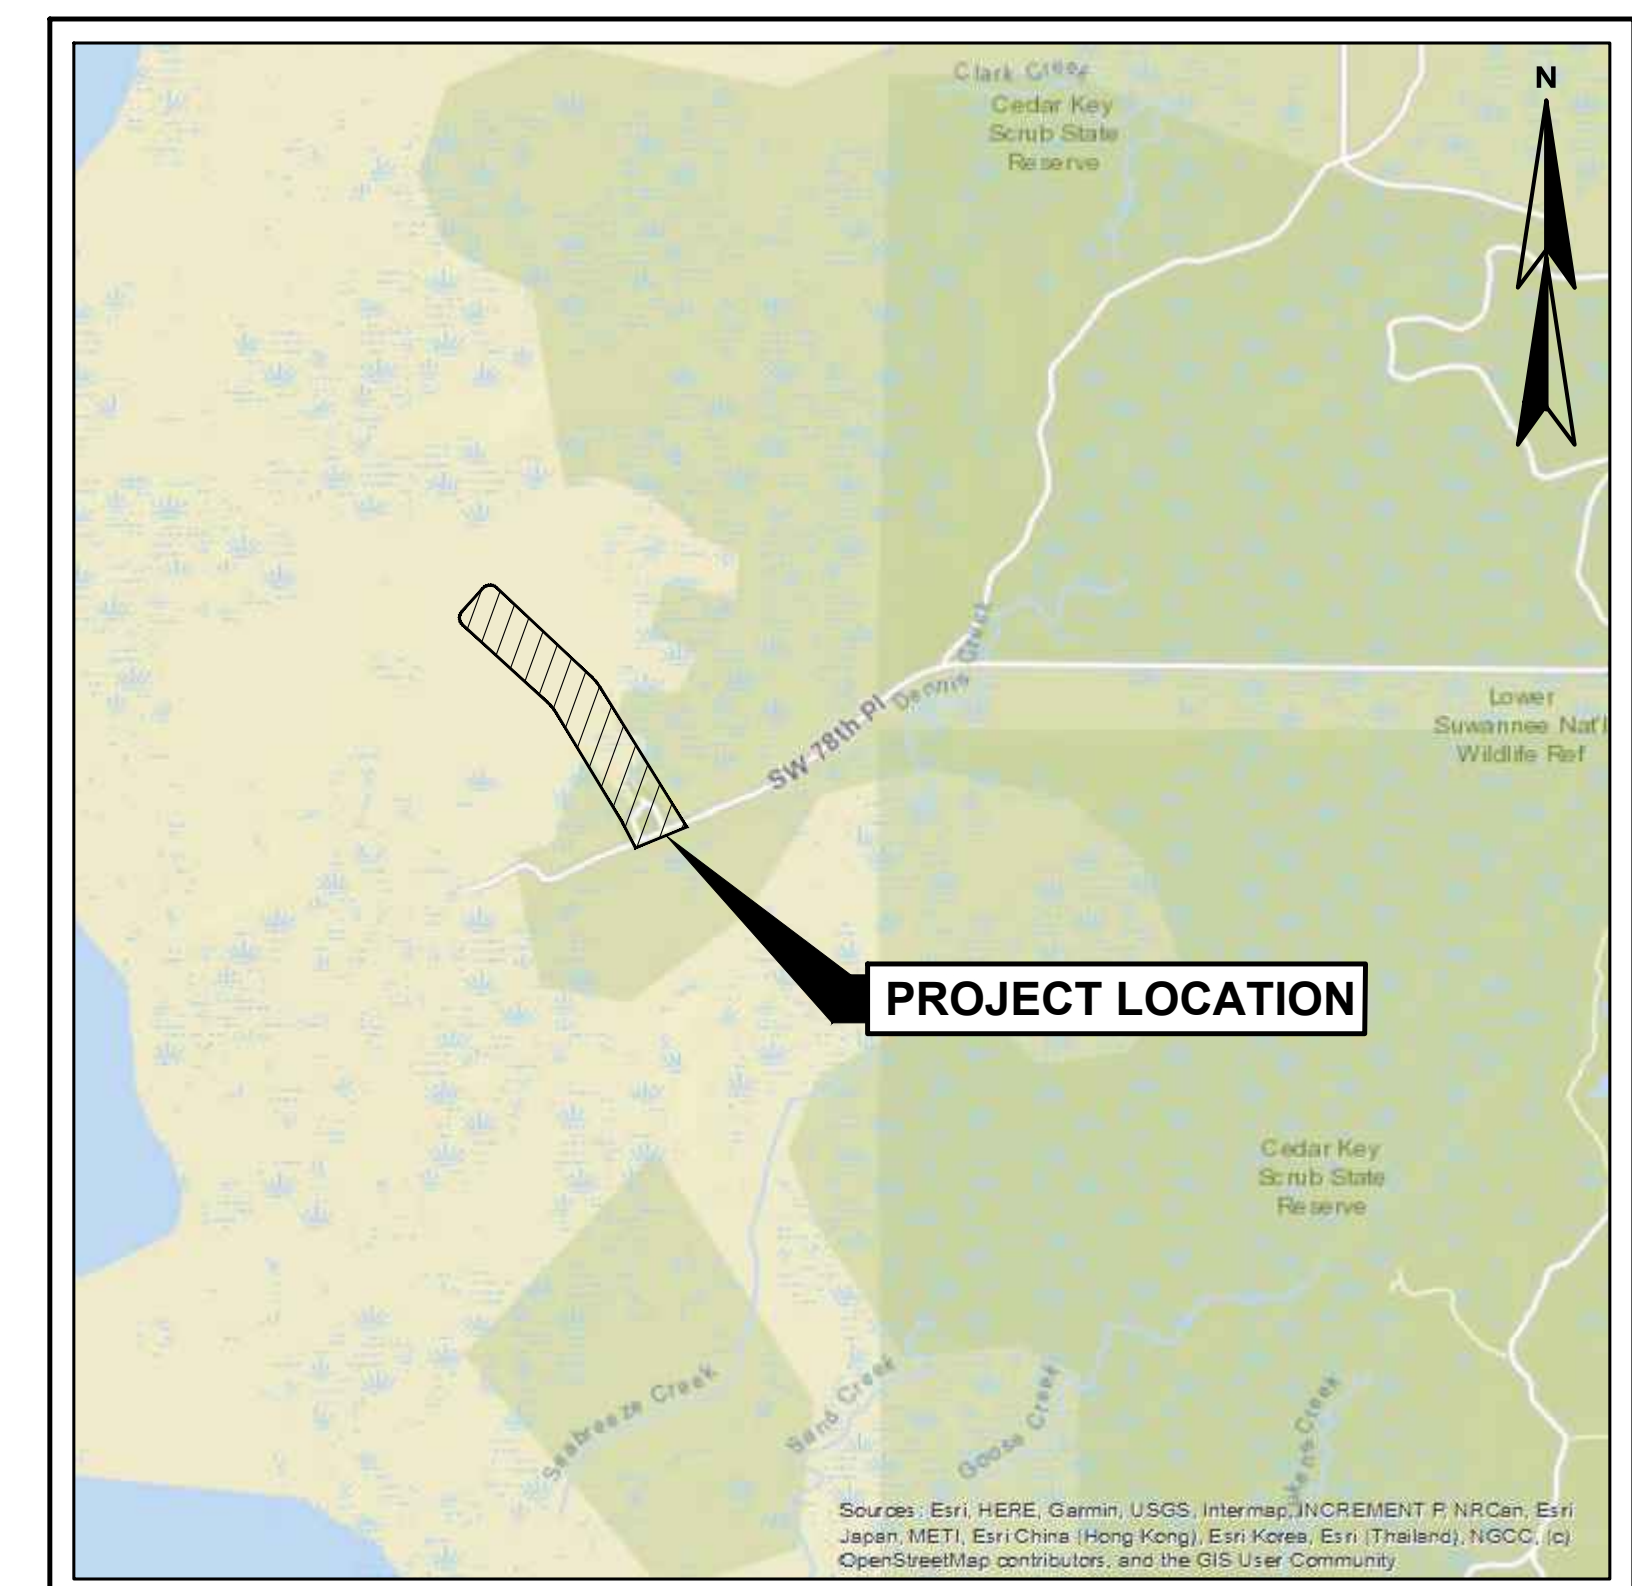 Clark Creek
N
Cedar Key
Scrub State
Reserve
Dennis Creek
SW 78th Pl
Lower
Suwannee Nat'l
Wildlife Ref
PROJECT LOCATION
Cedar Key
Scrub State
Reserve
Seabreeze Creek
Sand Creek
Goose Creek
Creek
Sources: Esri, HERE, Garmin, USGS, Intermap, INCREMENT P, NRCan, Esri
Japan, METI, Esri China (Hong Kong), Esri Korea, Esri (Thailand), NGCC, (c)
OpenStreetMap contributors, and the GIS User Community